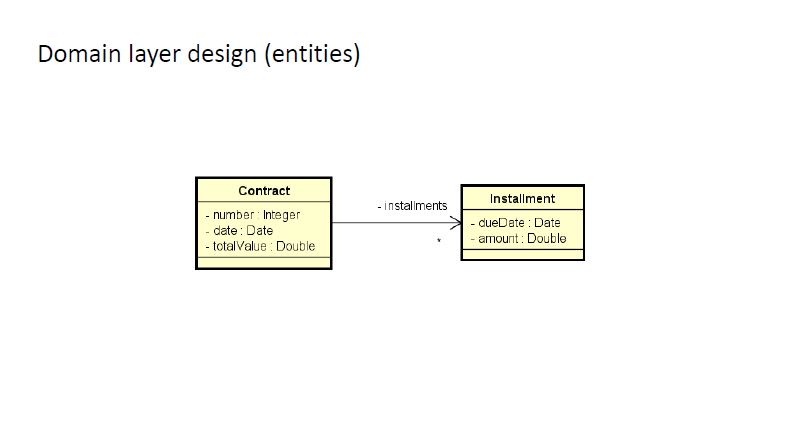 Domain layer design (entities)
Contract
- number : Integer
- date : Date
- totalValue : Double
- installments
*
Installment
- dueDate : Date
- amount : Double